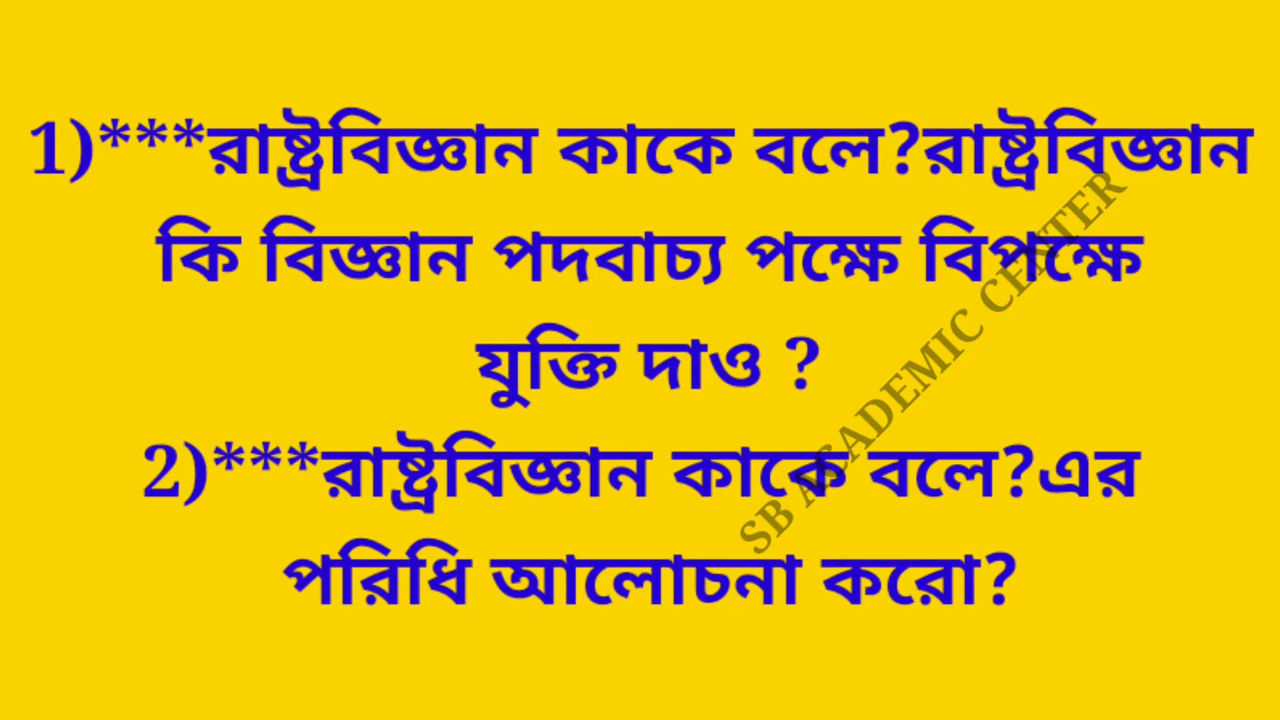 1)***রাষ্ট্রবিজ্ঞান কাকে বলে?রাষ্ট্রবিজ্ঞান
কি বিজ্ঞান পদবাচ্য পক্ষে বিপক্ষে
যুক্তি দাও ?
2)***রাষ্ট্রবিজ্ঞান কাকে বলে?এর
পরিধি আলোচনা করো?
SB ACADEMIC CENTER